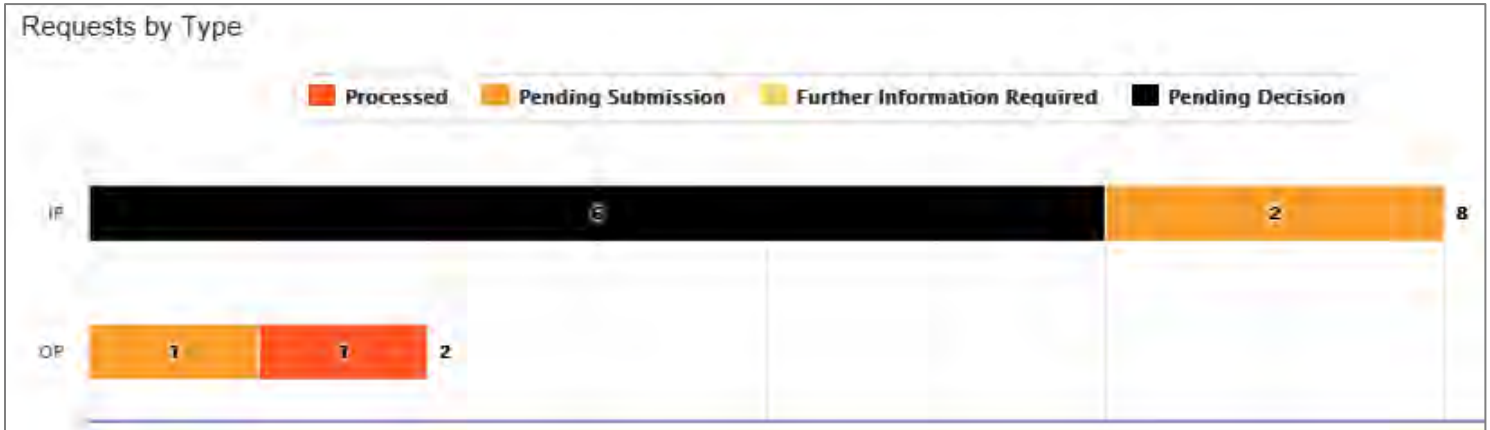 Requests by Type
Processed Pending Submission Further Information Required Pending Decision
IP 6 2 8
OP 1 1 2